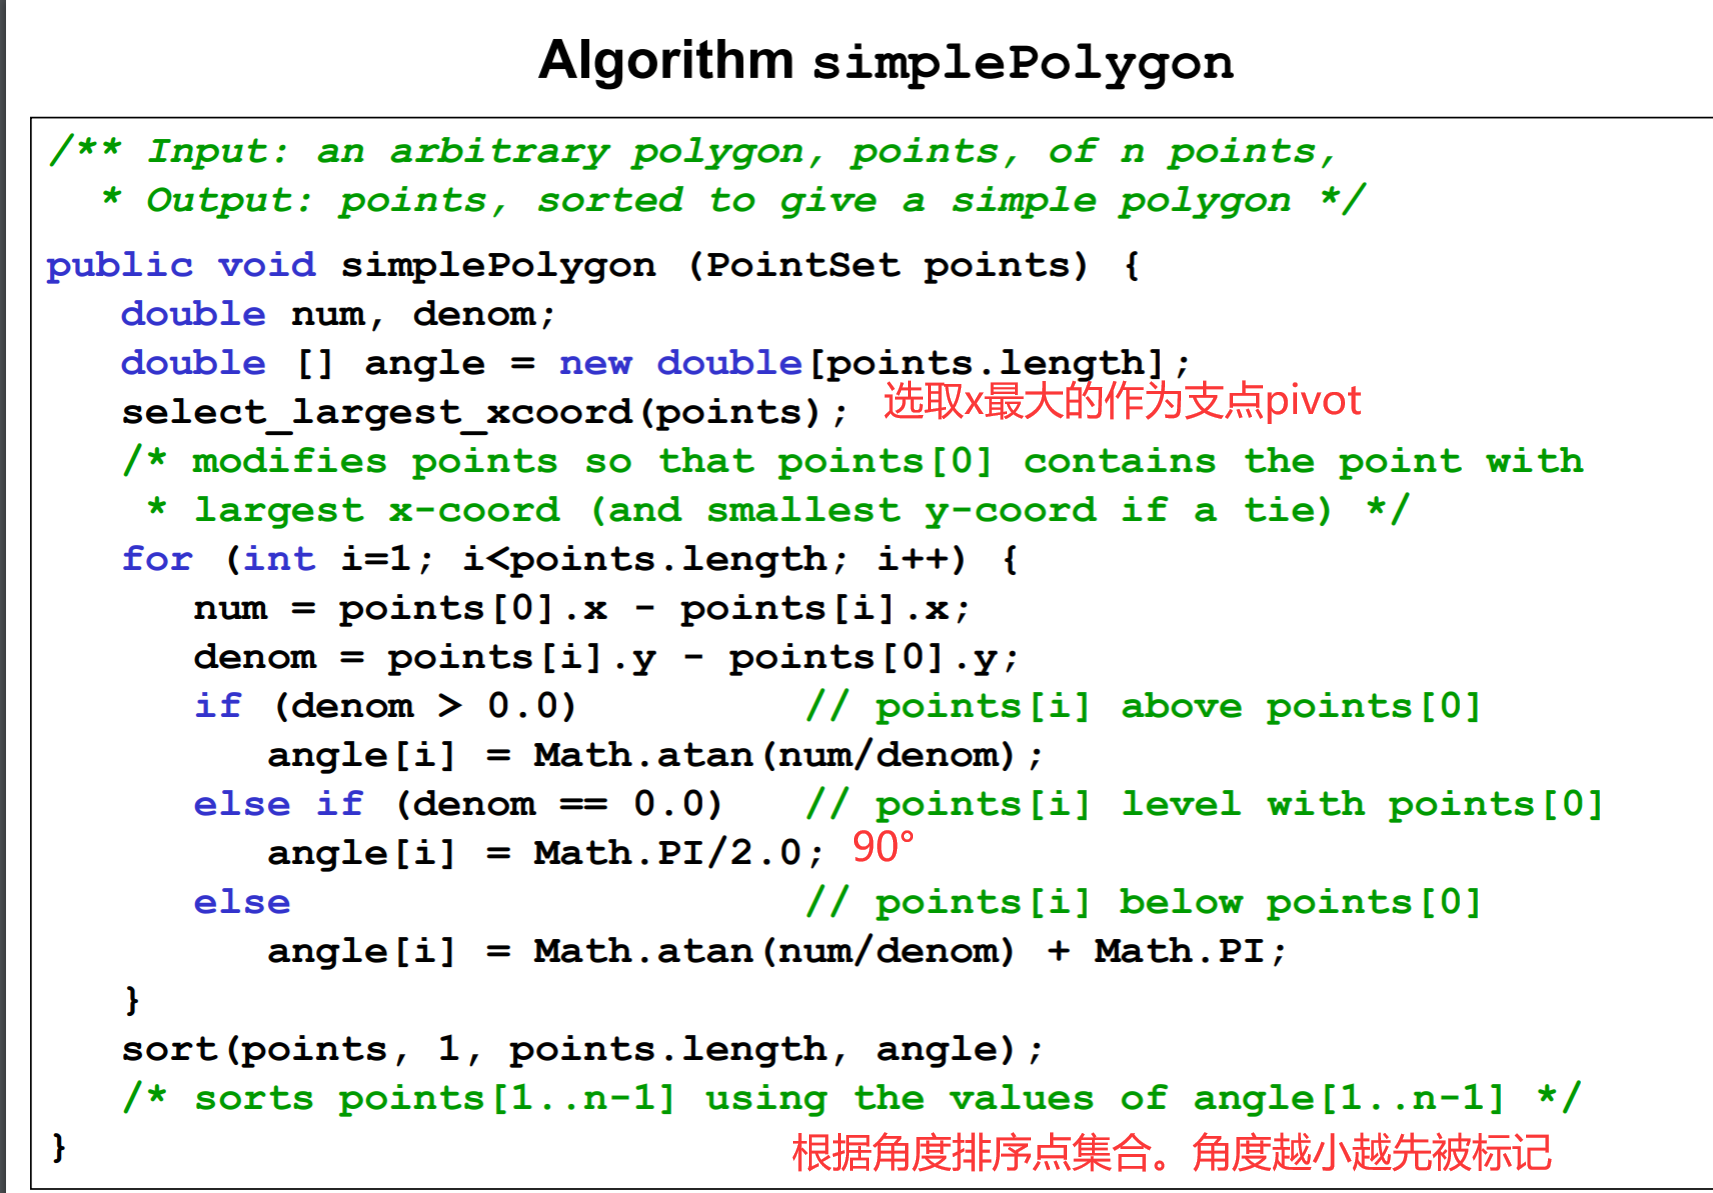 Algorithm simplePolygon
/** Input: an arbitrary polygon, points, of n points,
* Output: points, sorted to give a simple polygon */
public void simplePolygon (PointSet points) {
double num, denom;
double [] angle = new double[points.length];
select_largest_xcoord(points); 选取x最大的作为支点pivot
/* modifies points so that points[0] contains the point with
* largest x-coord (and smallest y-coord if a tie) */
for (int i=1; i<points.length; i++) {
num = points[0].x - points[i].x;
denom = points[i].y - points[0].y;
if (denom > 0.0) // points[i] above points[0]
angle[i] = Math.atan(num/denom);
else if (denom == 0.0) // points[i] level with points[0]
angle[i] = Math.PI/2.0; 90°
else // points[i] below points[0]
angle[i] = Math.atan(num/denom) + Math.PI;
}
sort(points, 1, points.length, angle);
/* sorts points[1..n-1] using the values of angle[1..n-1] */
} 根据角度排序点集合。角度越小越先被标记